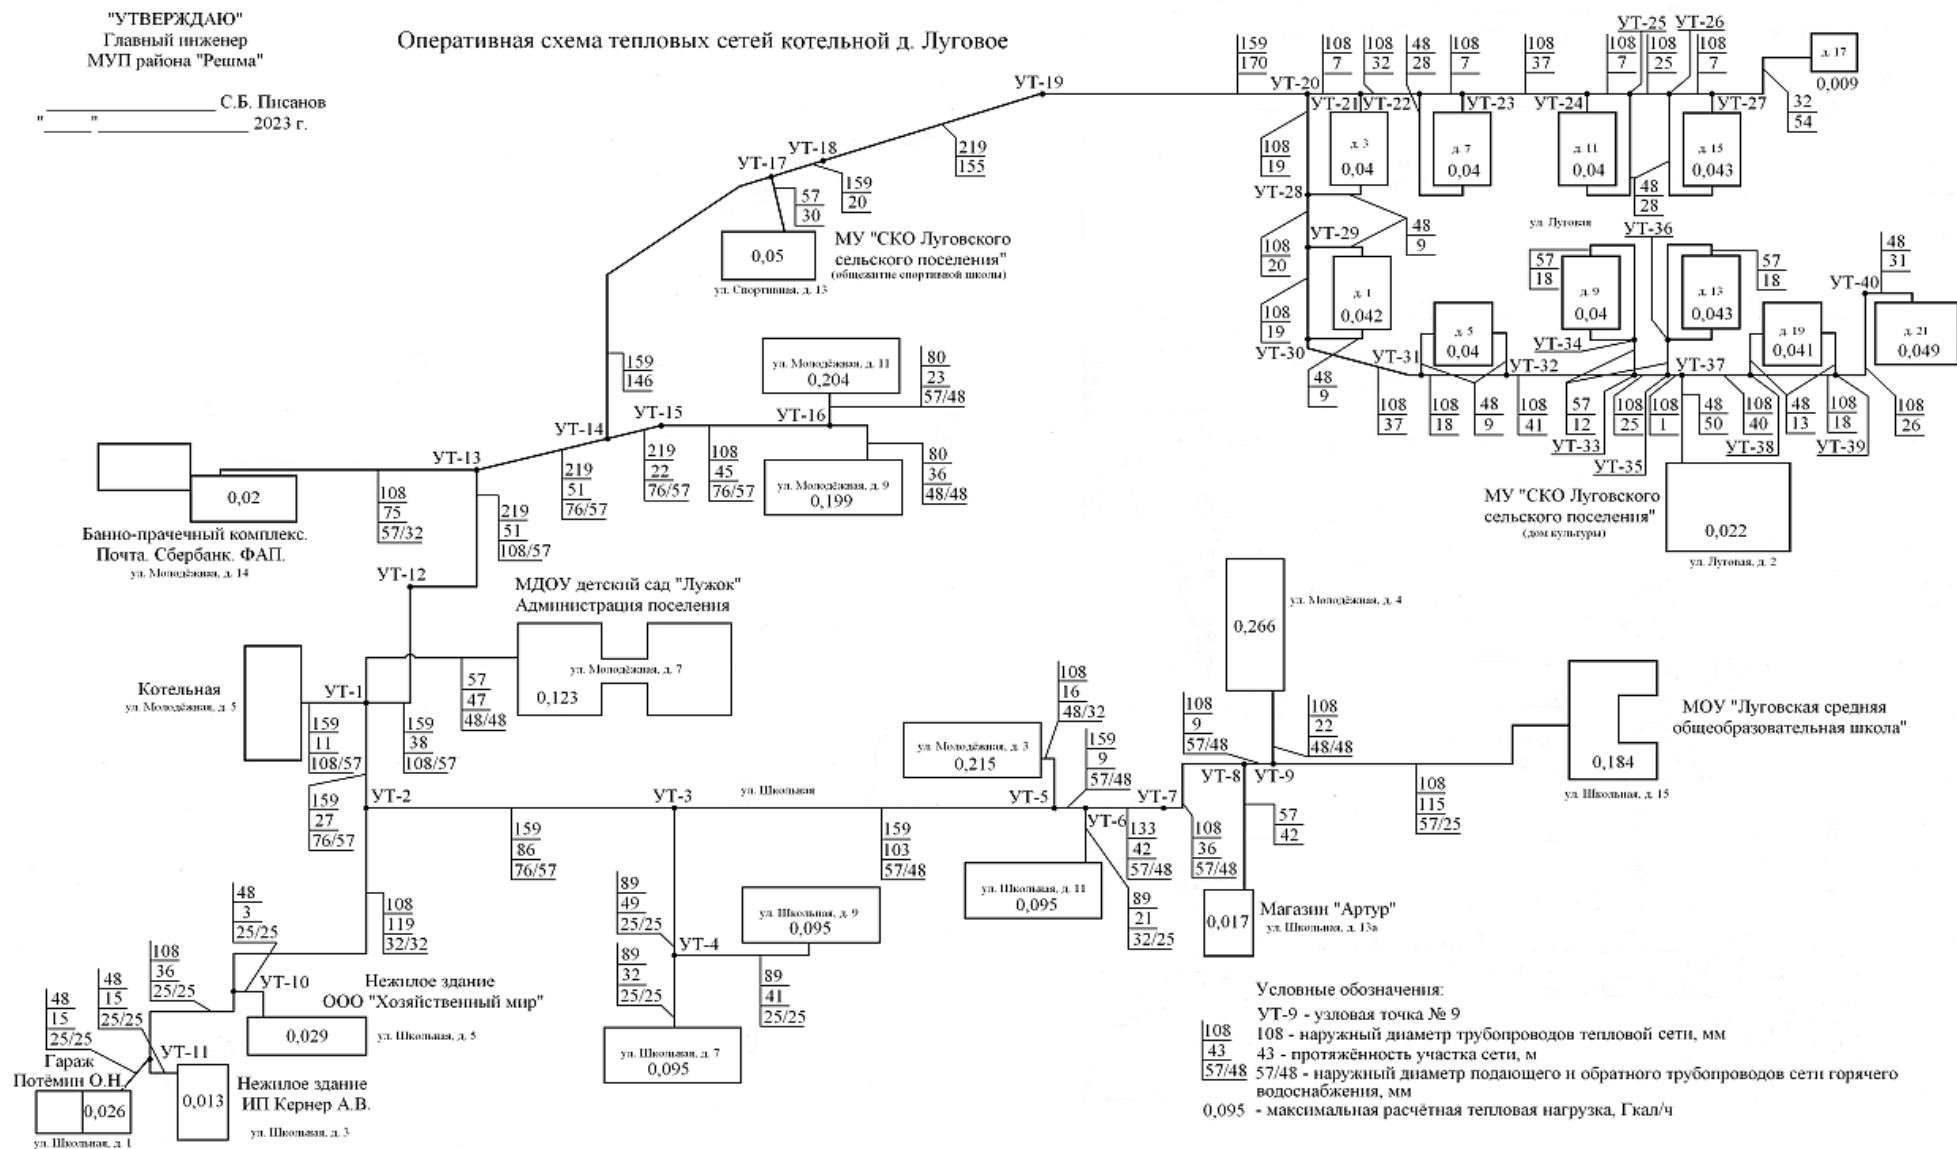 "УТВЕРЖДАЮ"
Главный инженер
МУП района "Решма"
С.Б. Писанов
"_____"__________________ 2023 г.
Оперативная схема тепловых сетей котельной д. Луговое
УТ-25
УТ-26
159
170
108
7
108
32
48
28
108
7
108
37
108
7
108
25
108
7
д. 17
0,009
32
54
УТ-19
УТ-20
УТ-21
УТ-22
УТ-23
УТ-24
УТ-27
УТ-18
УТ-17
219
155
159
20
57
30
108
19
д. 3
0,04
д. 7
0,04
д. 11
0,04
д. 15
0,043
48
28
УТ-28
ул. Луговая
0,05
МУ "СКО Луговского
сельского поселения"
(общежитие спортивной школы)
ул. Спортивная, д. 13
УТ-29
48
9
108
20
УТ-36
57
18
57
18
48
31
УТ-40
108
19
д. 1
0,042
д. 5
0,04
д. 9
0,04
д. 13
0,043
д. 19
0,041
д. 21
0,049
УТ-30
УТ-31
УТ-32
УТ-34
УТ-37
48
9
108
37
108
18
48
9
108
41
57
12
108
25
108
1
48
50
108
40
48
13
108
18
108
26
УТ-33
УТ-35
УТ-38
УТ-39
МУ "СКО Луговского
сельского поселения"
(дом культуры)
0,022
ул. Луговая, д. 2
159
146
ул. Молодёжная, д. 11
0,204
80
23
57/48
УТ-14
УТ-15
УТ-16
УТ-13
219
51
76/57
219
22
76/57
108
45
76/57
ул. Молодёжная, д. 9
0,199
80
36
48/48
0,02
Банно-прачечный комплекс.
Почта. Сбербанк. ФАП.
ул. Молодёжная, д. 14
108
75
57/32
219
51
108/57
УТ-12
МДОУ детский сад "Лужок"
Администрация поселения
ул. Молодёжная, д. 7
0,123
57
47
48/48
Котельная
ул. Молодёжная, д. 5
УТ-1
159
11
108/57
159
38
108/57
159
27
76/57
УТ-2
УТ-3
ул. Школьная
УТ-5
УТ-6
УТ-7
УТ-8
УТ-9
159
86
76/57
159
103
57/48
ул. Молодёжная, д. 3
0,215
108
16
48/32
159
9
57/48
108
9
57/48
0,266
ул. Молодёжная, д. 4
108
22
48/48
МОУ "Луговская средняя
общеобразовательная школа"
0,184
ул. Школьная, д. 15
108
115
57/25
133
42
57/48
108
36
57/48
57
42
ул. Школьная, д. 11
0,095
89
21
32/25
0,017
Магазин "Артур"
ул. Школьная, д. 13а
89
49
25/25
ул. Школьная, д. 9
0,095
УТ-4
89
32
25/25
89
41
25/25
ул. Школьная, д. 7
0,095
108
119
32/32
48
3
25/25
108
36
25/25
УТ-10
Нежилое здание
ООО "Хозяйственный мир"
0,029
ул. Школьная, д. 5
48
15
25/25
48
15
25/25
УТ-11
Гараж
Потёмин О.Н.
0,026
ул. Школьная, д. 1
0,013
Нежилое здание
ИП Кернер А.В.
ул. Школьная, д. 3
Условные обозначения:
УТ-9 - узловая точка № 9
108
43
57/48
108 - наружный диаметр трубопроводов тепловой сети, мм
43 - протяжённость участка сети, м
57/48 - наружный диаметр подающего и обратного трубопроводов сети горячего
водоснабжения, мм
0,095 - максимальная расчётная тепловая нагрузка, Гкал/ч